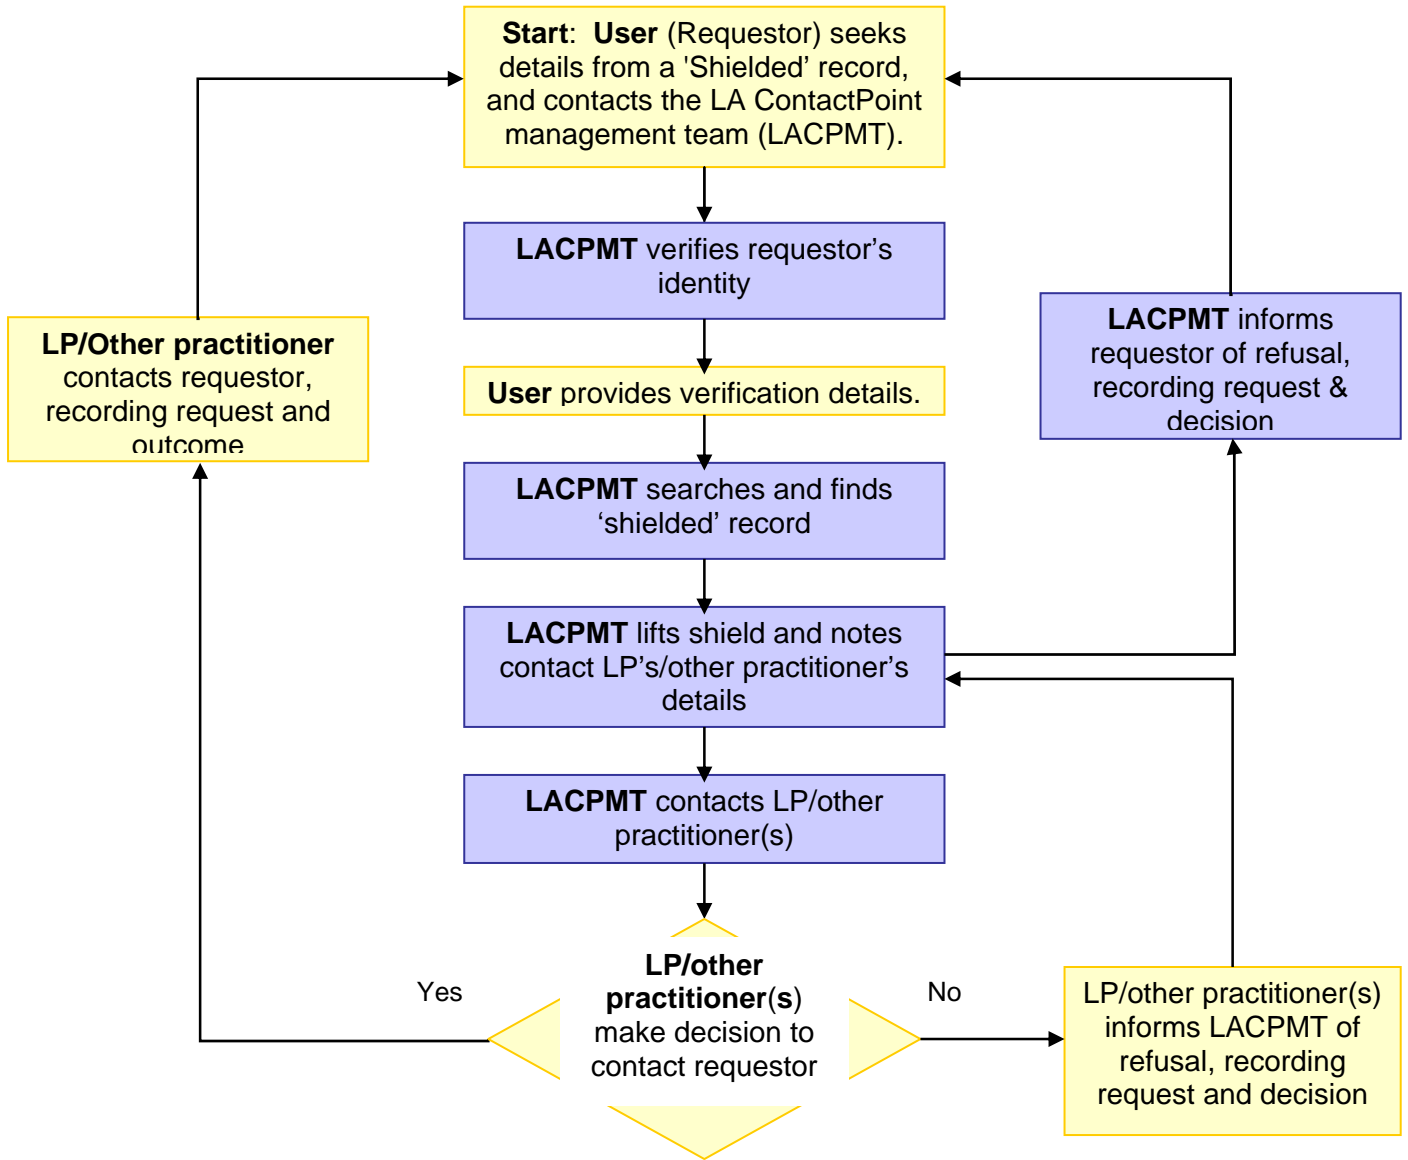 Start:  User (Requestor) seeks
details from a 'Shielded’ record,
and contacts the LA ContactPoint
management team (LACPMT).
LACPMT verifies requestor’s
identity
LP/Other practitioner
contacts requestor,
recording request and
outcome
LACPMT informs
requestor of refusal,
recording request &
decision
User provides verification details.
LACPMT searches and finds
‘shielded’ record
LACPMT lifts shield and notes
contact LP’s/other practitioner’s
details
LACPMT contacts LP/other
practitioner(s)
LP/other
practitioner(s)
make decision to
contact requestor
Yes
No
LP/other practitioner(s)
informs LACPMT of
refusal, recording
request and decision